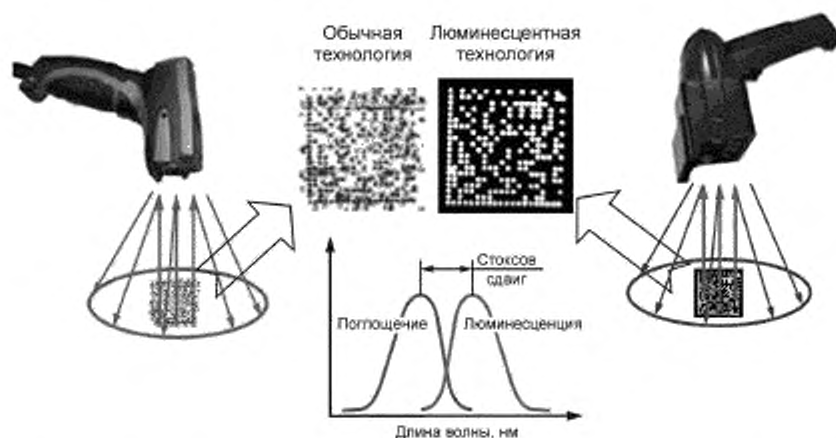 Обычная
технология
Люминесцентная
технология
Стоксов
сдвиг
Поглощение
Люминесценция
Длина волны, нм